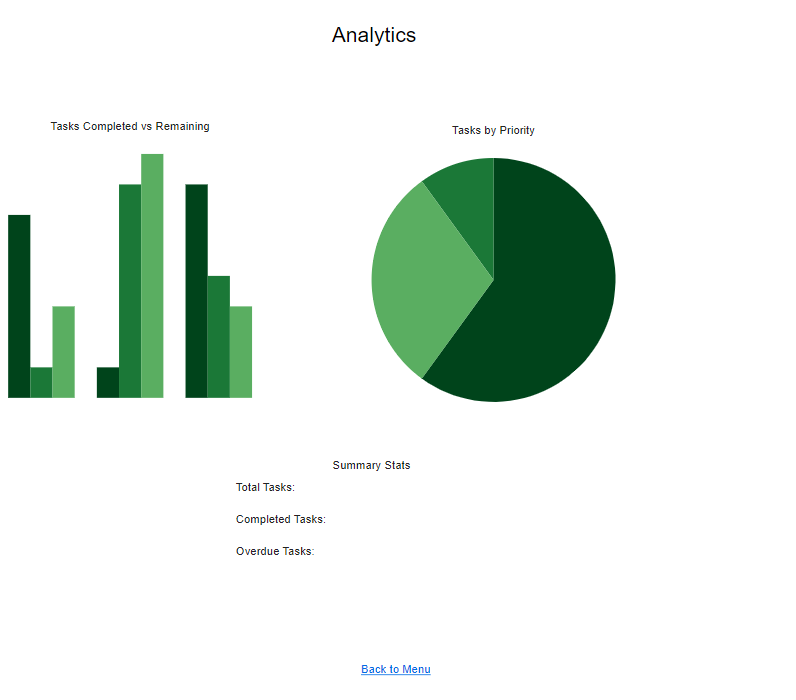 Analytics
Tasks Completed vs Remaining
Tasks by Priority
Summary Stats
Total Tasks:
Completed Tasks:
Overdue Tasks:
Back to Menu